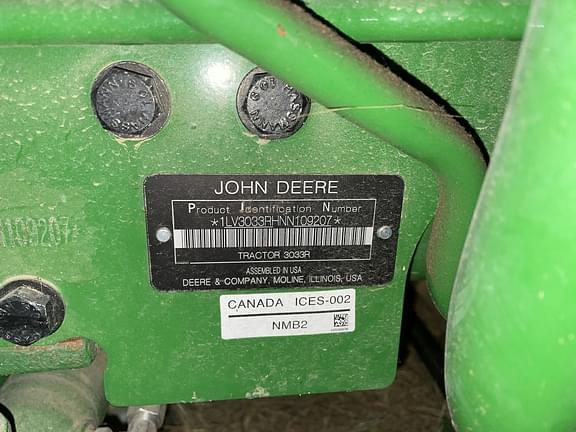 JOHN DEERE
Product Identification Number
*1LV3033RHNN109207*
TRACTOR 3033R
ASSEMBLED IN USA
DEERE & COMPANY, MOLINE, ILLINOIS, USA
CANADA ICES-002
NMB2
109207*